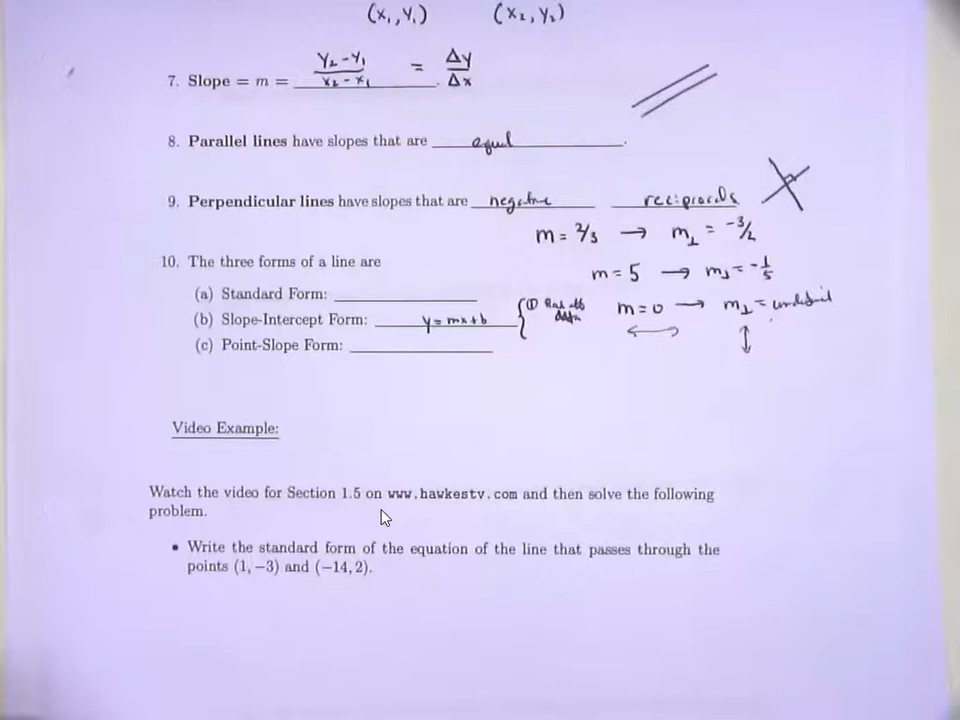 (x₁, y₁) (x₂, y₂)
7. Slope = m = y₂-y₁ / x₂-x₁ . = Δy / Δx
8. Parallel lines have slopes that are equal .
9. Perpendicular lines have slopes that are negative reciprocals
m = 2/3 → m⊥ = -3/2
m = 5 → m⊥ = -1/5
10. The three forms of a line are
(a) Standard Form:
(b) Slope-Intercept Form: y=mx+b { ①
m=0 → m⊥ = undefined
(c) Point-Slope Form:
Video Example:
Watch the video for Section 1.5 on www.hawkestv.com and then solve the following
problem.
• Write the standard form of the equation of the line that passes through the
points (1, −3) and (−14, 2).